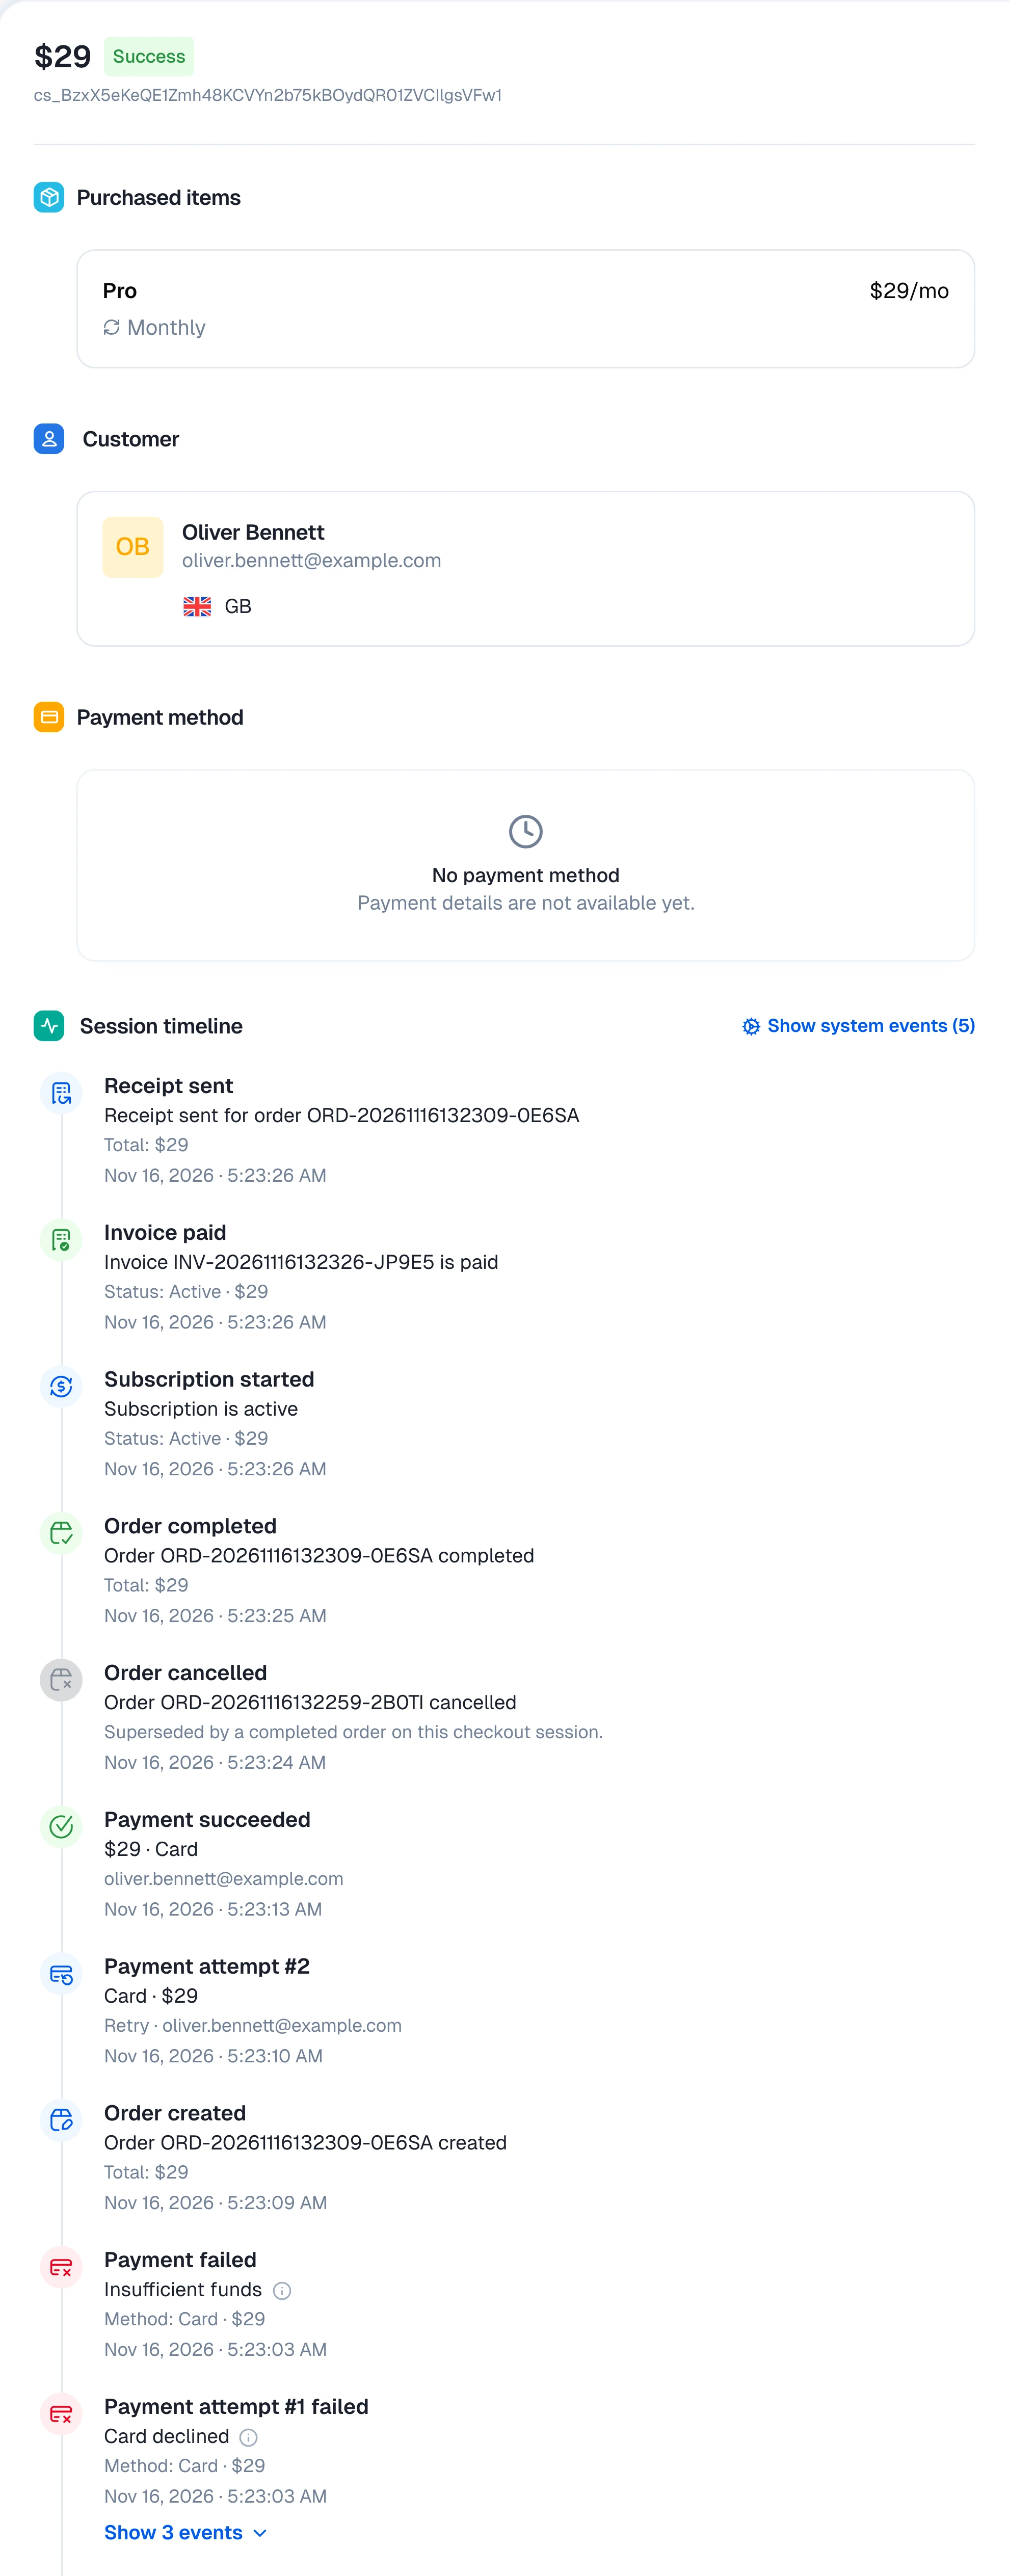 $29 Success
cs_BzxX5eKeQE1Zmh48KCVYn2b75kBOydQR01ZVCIlgsVFw1
Purchased items
Pro $29/mo
Monthly
Customer
OB Oliver Bennett
oliver.bennett@example.com
GB
Payment method
No payment method
Payment details are not available yet.
Session timeline Show system events (5)
Receipt sent
Receipt sent for order ORD-20261116132309-0E6SA
Total: $29
Nov 16, 2026 · 5:23:26 AM
Invoice paid
Invoice INV-20261116132326-JP9E5 is paid
Status: Active · $29
Nov 16, 2026 · 5:23:26 AM
Subscription started
Subscription is active
Status: Active · $29
Nov 16, 2026 · 5:23:26 AM
Order completed
Order ORD-20261116132309-0E6SA completed
Total: $29
Nov 16, 2026 · 5:23:25 AM
Order cancelled
Order ORD-20261116132259-2B0TI cancelled
Superseded by a completed order on this checkout session.
Nov 16, 2026 · 5:23:24 AM
Payment succeeded
$29 · Card
oliver.bennett@example.com
Nov 16, 2026 · 5:23:13 AM
Payment attempt #2
Card · $29
Retry · oliver.bennett@example.com
Nov 16, 2026 · 5:23:10 AM
Order created
Order ORD-20261116132309-0E6SA created
Total: $29
Nov 16, 2026 · 5:23:09 AM
Payment failed
Insufficient funds
Method: Card · $29
Nov 16, 2026 · 5:23:03 AM
Payment attempt #1 failed
Card declined
Method: Card · $29
Nov 16, 2026 · 5:23:03 AM
Show 3 events